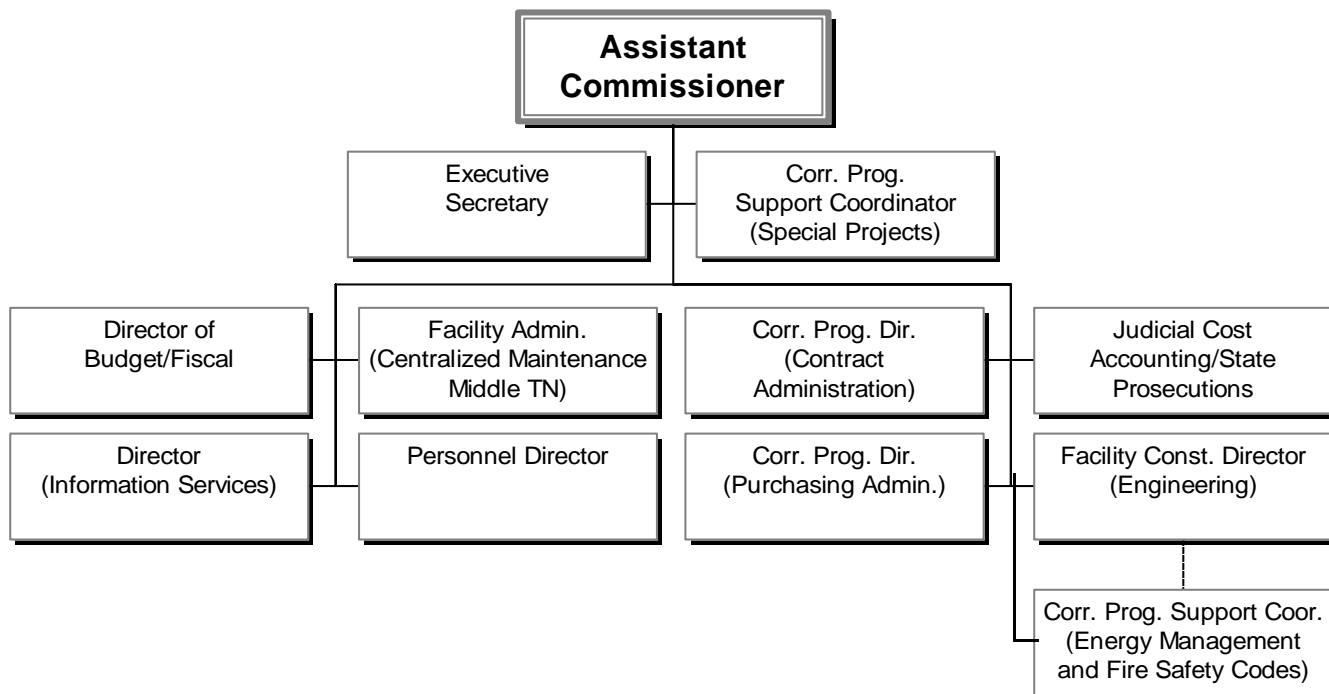 Assistant
Commissioner
Executive
Secretary
Corr. Prog.
Support Coordinator
(Special Projects)
Director of
Budget/Fiscal
Facility Admin.
(Centralized Maintenance
Middle TN)
Corr. Prog. Dir.
(Contract
Administration)
Judicial Cost
Accounting/State
Prosecutions
Director
(Information Services)
Personnel Director
Corr. Prog. Dir.
(Purchasing Admin.)
Facility Const. Director
(Engineering)
Corr. Prog. Support Coor.
(Energy Management
and Fire Safety Codes)